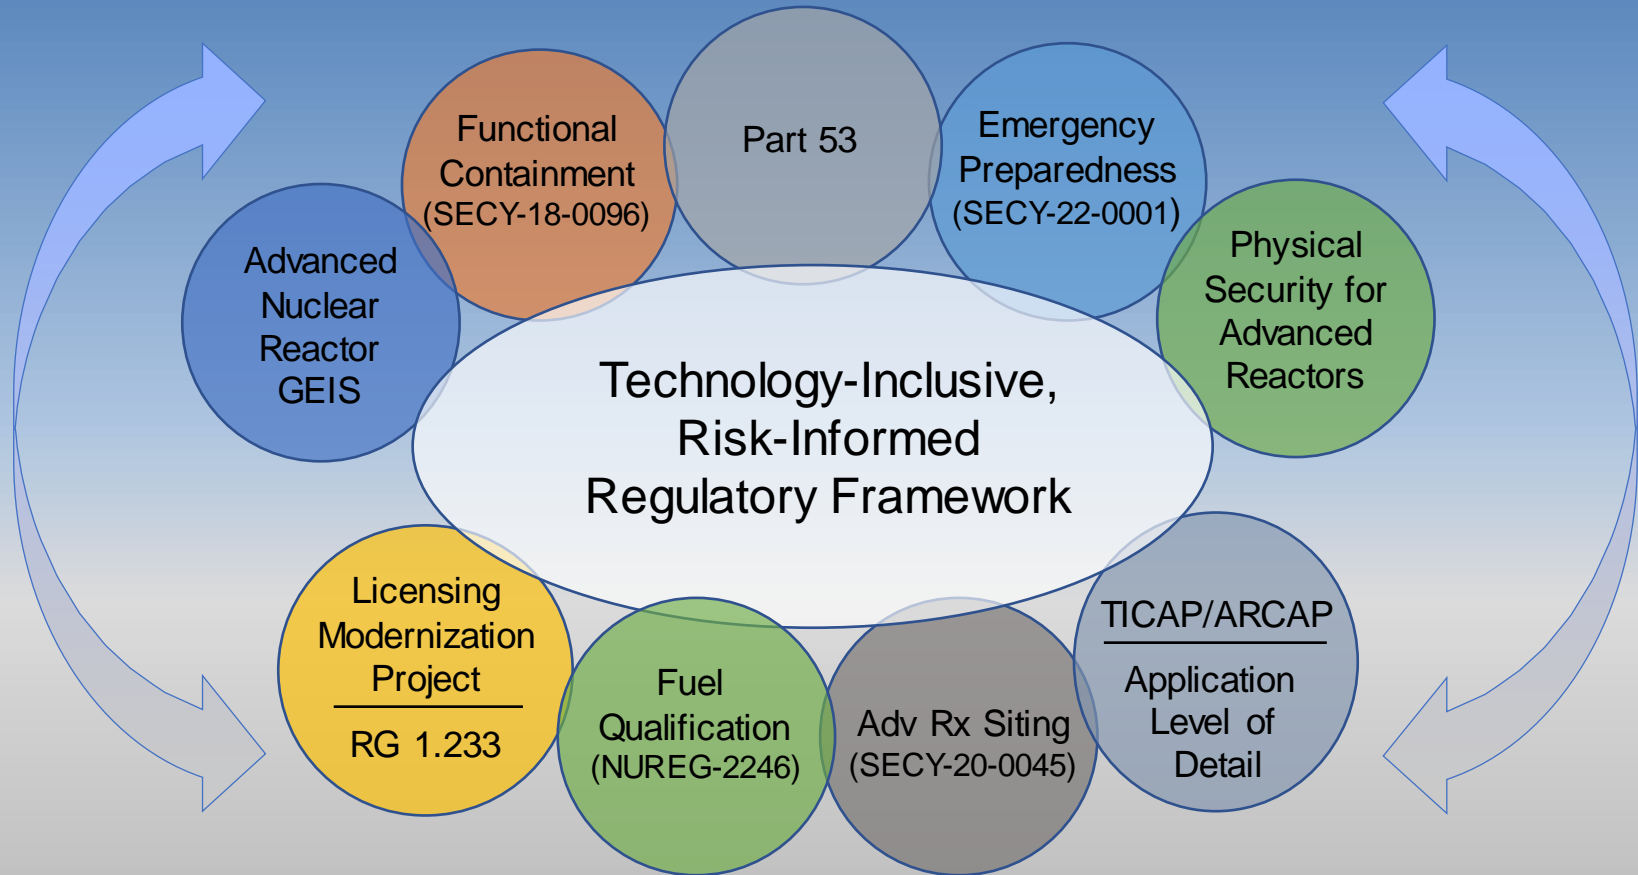 Part 53
Functional
Containment
(SECY-18-0096)
Emergency
Preparedness
(SECY-22-0001)
Advanced
Nuclear
Reactor
GEIS
Physical
Security for
Advanced
Reactors
Technology-Inclusive,
Risk-Informed
Regulatory Framework
Licensing
Modernization
Project
RG 1.233
Fuel
Qualification
(NUREG-2246)
Adv Rx Siting
(SECY-20-0045)
TICAP/ARCAP
Application
Level of
Detail